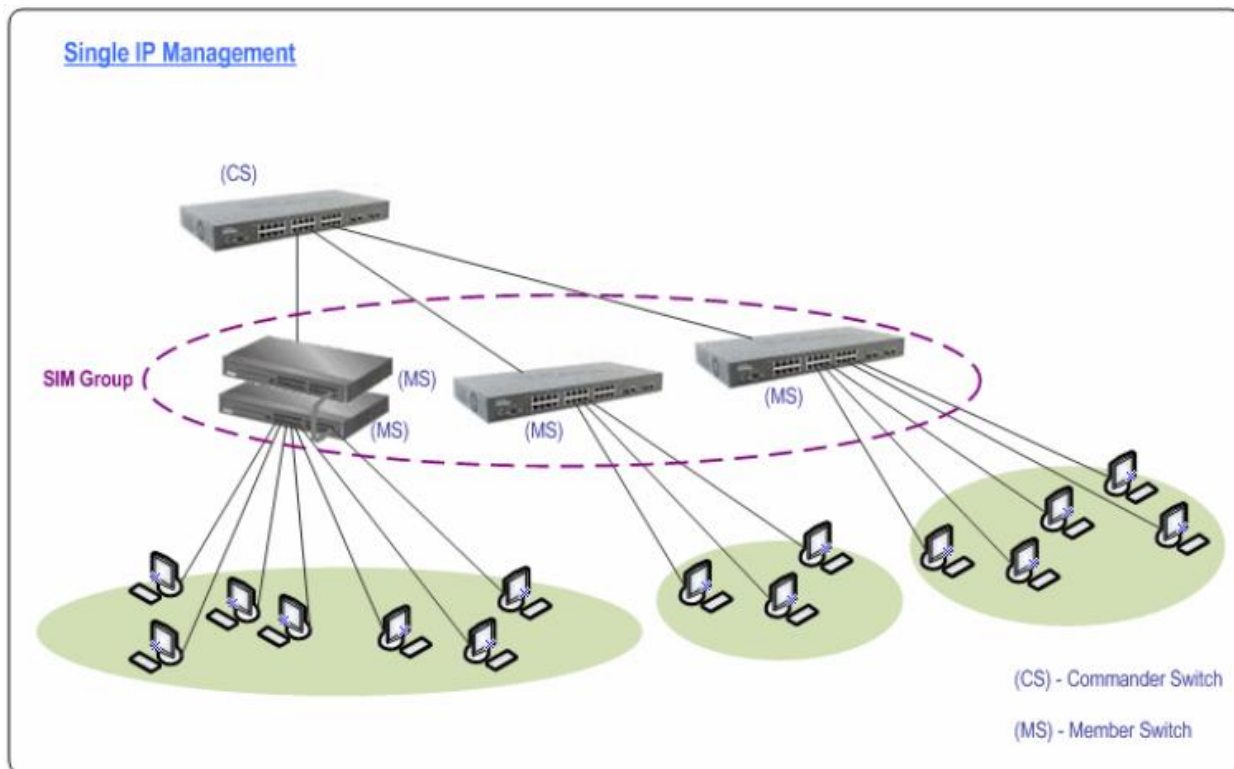 Single IP Management
(CS)
SIM Group
(MS)
(MS)
(MS)
(MS)
(CS) - Commander Switch
(MS) - Member Switch